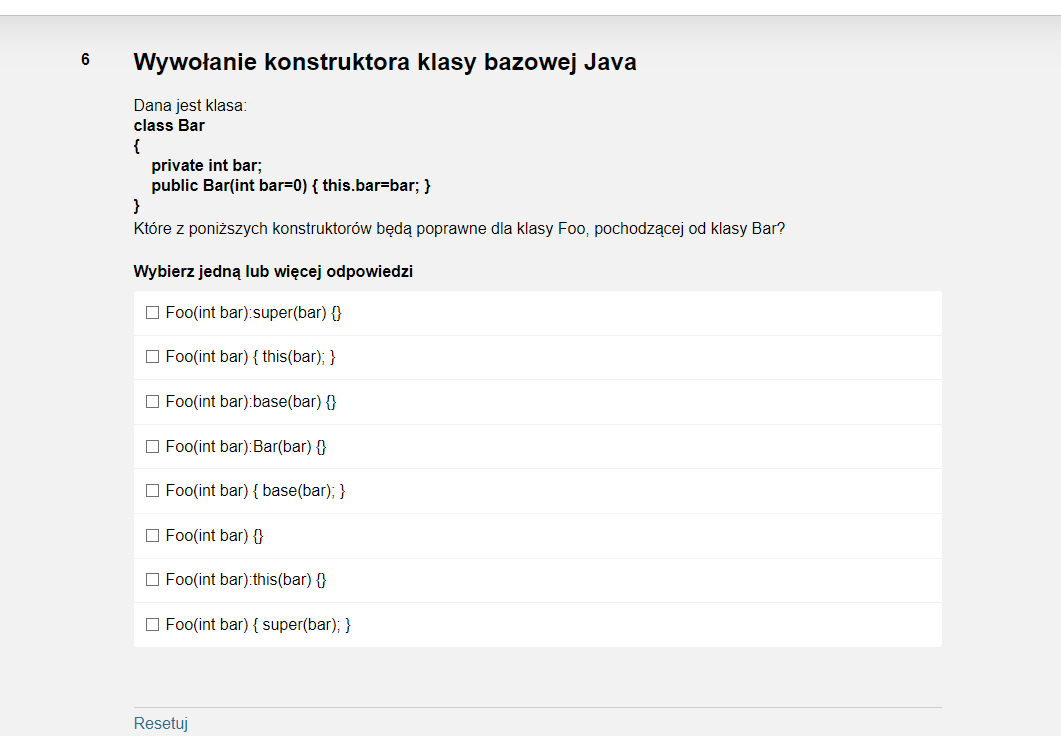 6 Wywołanie konstruktora klasy bazowej Java
Dana jest klasa:
class Bar
{
private int bar;
public Bar(int bar=0) { this.bar=bar; }
}
Które z poniższych konstruktorów będą poprawne dla klasy Foo, pochodzącej od klasy Bar?
Wybierz jedną lub więcej odpowiedzi
Foo(int bar):super(bar) {}
Foo(int bar) { this(bar); }
Foo(int bar):base(bar) {}
Foo(int bar):Bar(bar) {}
Foo(int bar) { base(bar); }
Foo(int bar) {}
Foo(int bar):this(bar) {}
Foo(int bar) { super(bar); }
Resetuj